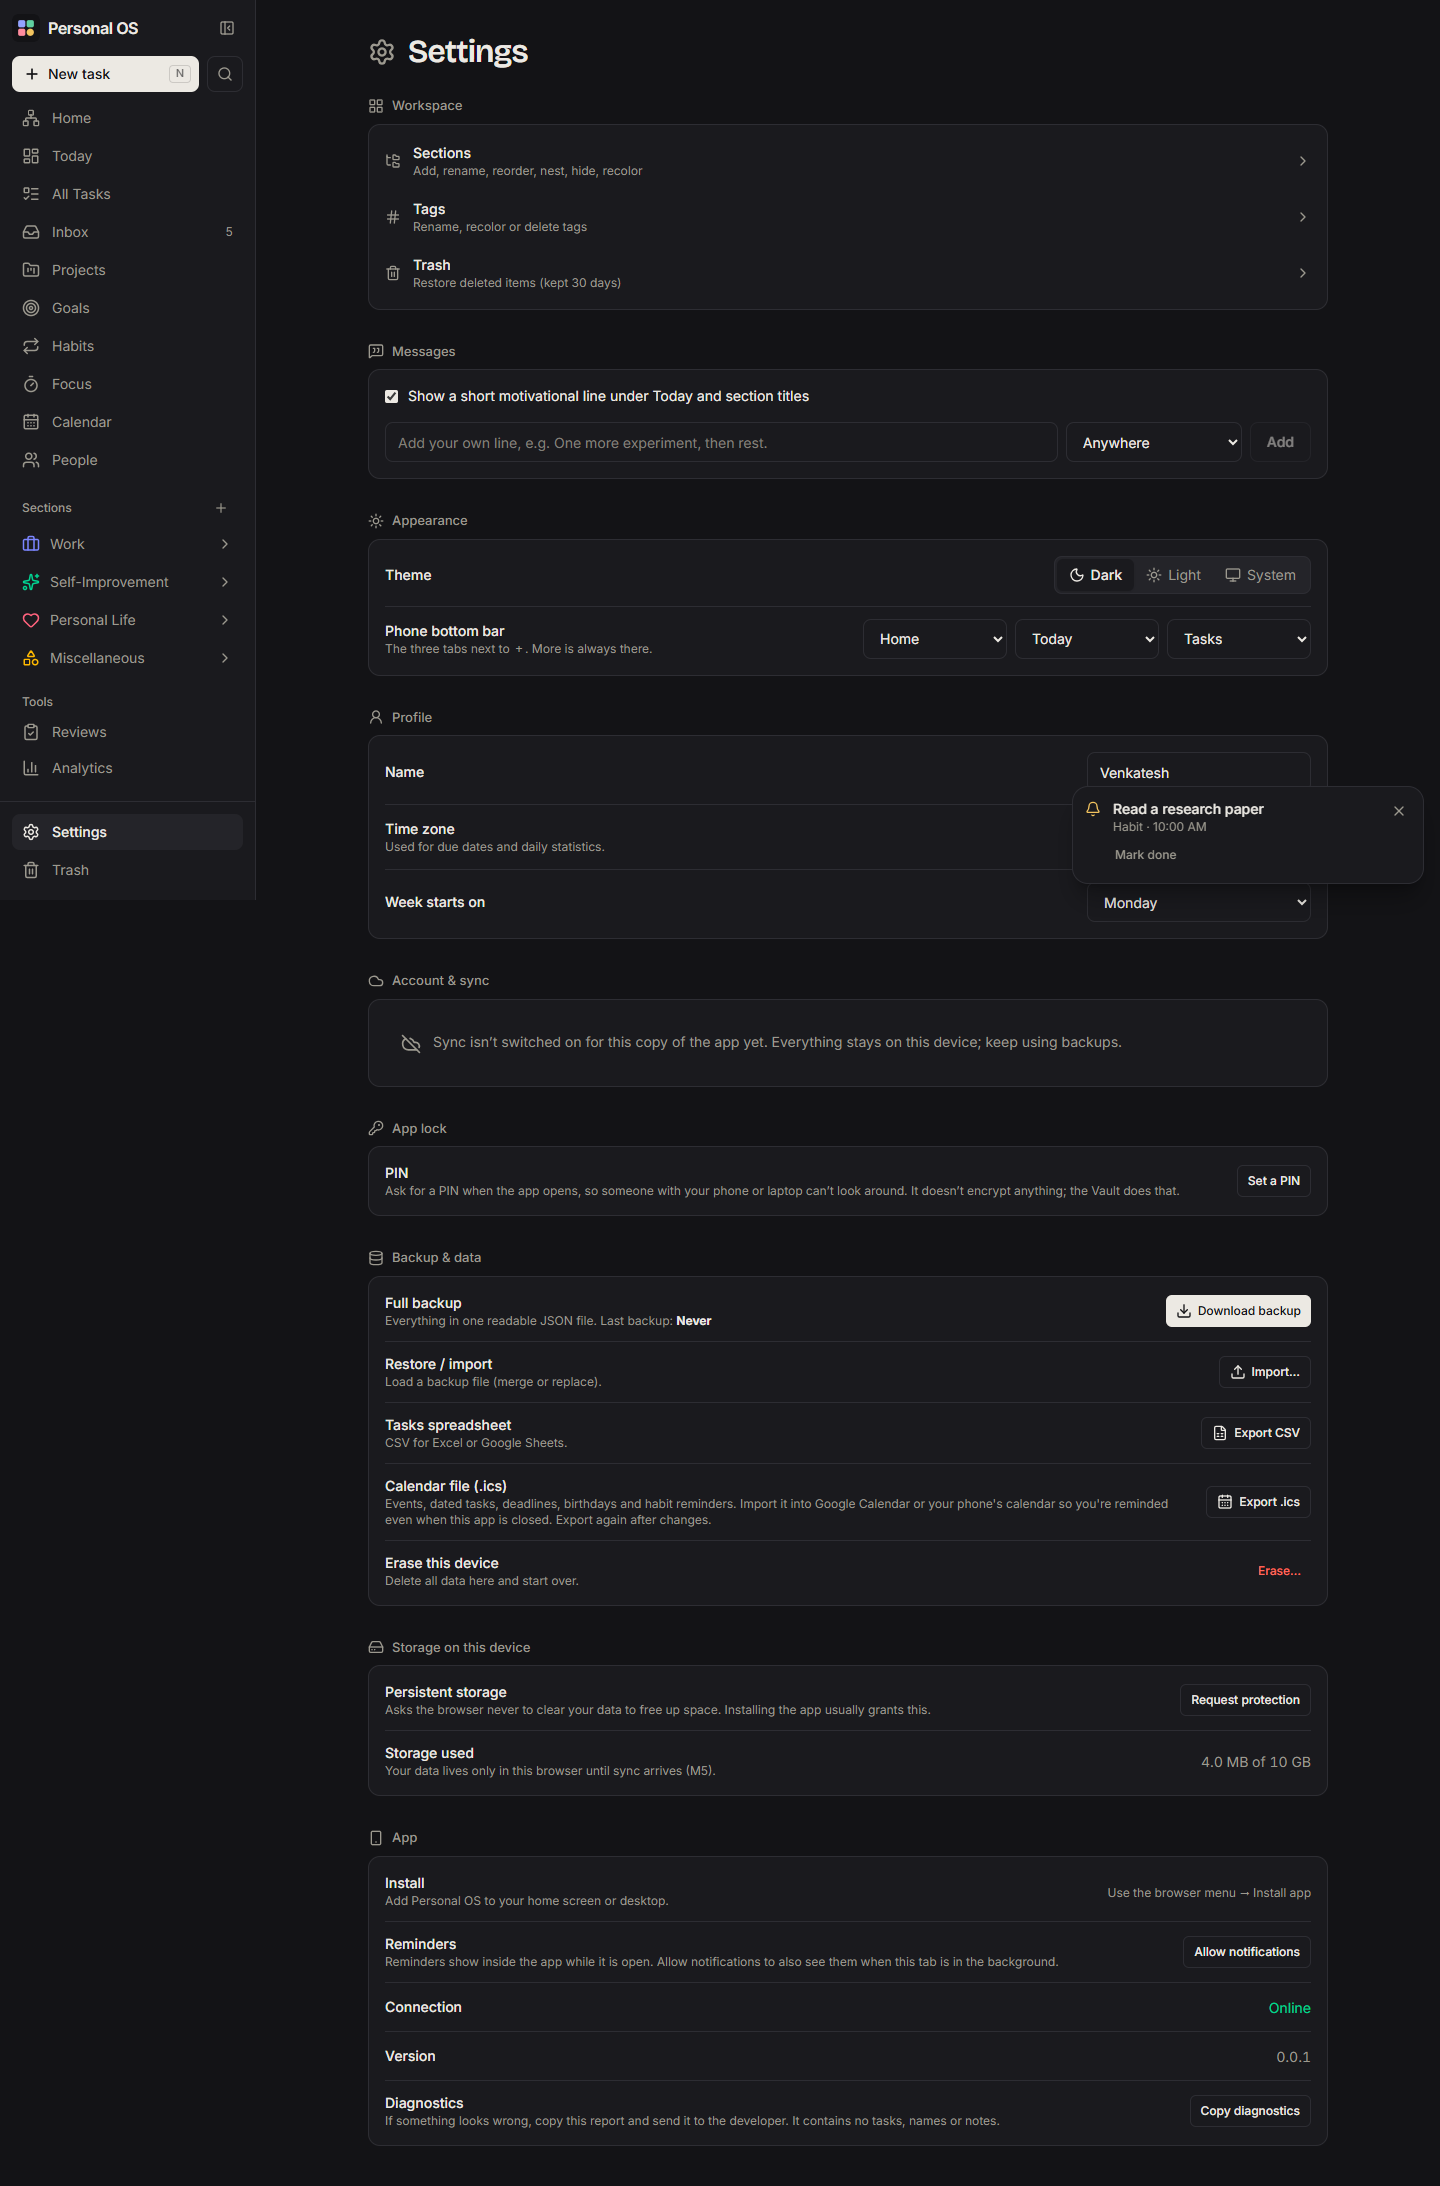 Personal OS
New task
N
Home
Today
All Tasks
Inbox
5
Projects
Goals
Habits
Focus
Calendar
People
Sections
Work
Self-Improvement
Personal Life
Miscellaneous
Tools
Reviews
Analytics
Settings
Trash
Settings
Workspace
Sections
Add, rename, reorder, nest, hide, recolor
Tags
Rename, recolor or delete tags
Trash
Restore deleted items (kept 30 days)
Messages
Show a short motivational line under Today and section titles
Add your own line, e.g. One more experiment, then rest.
Anywhere
Add
Appearance
Theme
Dark
Light
System
Phone bottom bar
The three tabs next to +. More is always there.
Home
Today
Tasks
Profile
Name
Venkatesh
Read a research paper
Habit · 10:00 AM
Mark done
Time zone
Used for due dates and daily statistics.
Week starts on
Monday
Account & sync
Sync isn’t switched on for this copy of the app yet. Everything stays on this device; keep using backups.
App lock
PIN
Ask for a PIN when the app opens, so someone with your phone or laptop can’t look around. It doesn’t encrypt anything; the Vault does that.
Set a PIN
Backup & data
Full backup
Everything in one readable JSON file. Last backup: Never
Download backup
Restore / import
Load a backup file (merge or replace).
Import…
Tasks spreadsheet
CSV for Excel or Google Sheets.
Export CSV
Calendar file (.ics)
Events, dated tasks, deadlines, birthdays and habit reminders. Import it into Google Calendar or your phone's calendar so you're reminded
even when this app is closed. Export again after changes.
Export .ics
Erase this device
Delete all data here and start over.
Erase…
Storage on this device
Persistent storage
Asks the browser never to clear your data to free up space. Installing the app usually grants this.
Request protection
Storage used
Your data lives only in this browser until sync arrives (M5).
4.0 MB of 10 GB
App
Install
Add Personal OS to your home screen or desktop.
Use the browser menu → Install app
Reminders
Reminders show inside the app while it is open. Allow notifications to also see them when this tab is in the background.
Allow notifications
Connection
Online
Version
0.0.1
Diagnostics
If something looks wrong, copy this report and send it to the developer. It contains no tasks, names or notes.
Copy diagnostics